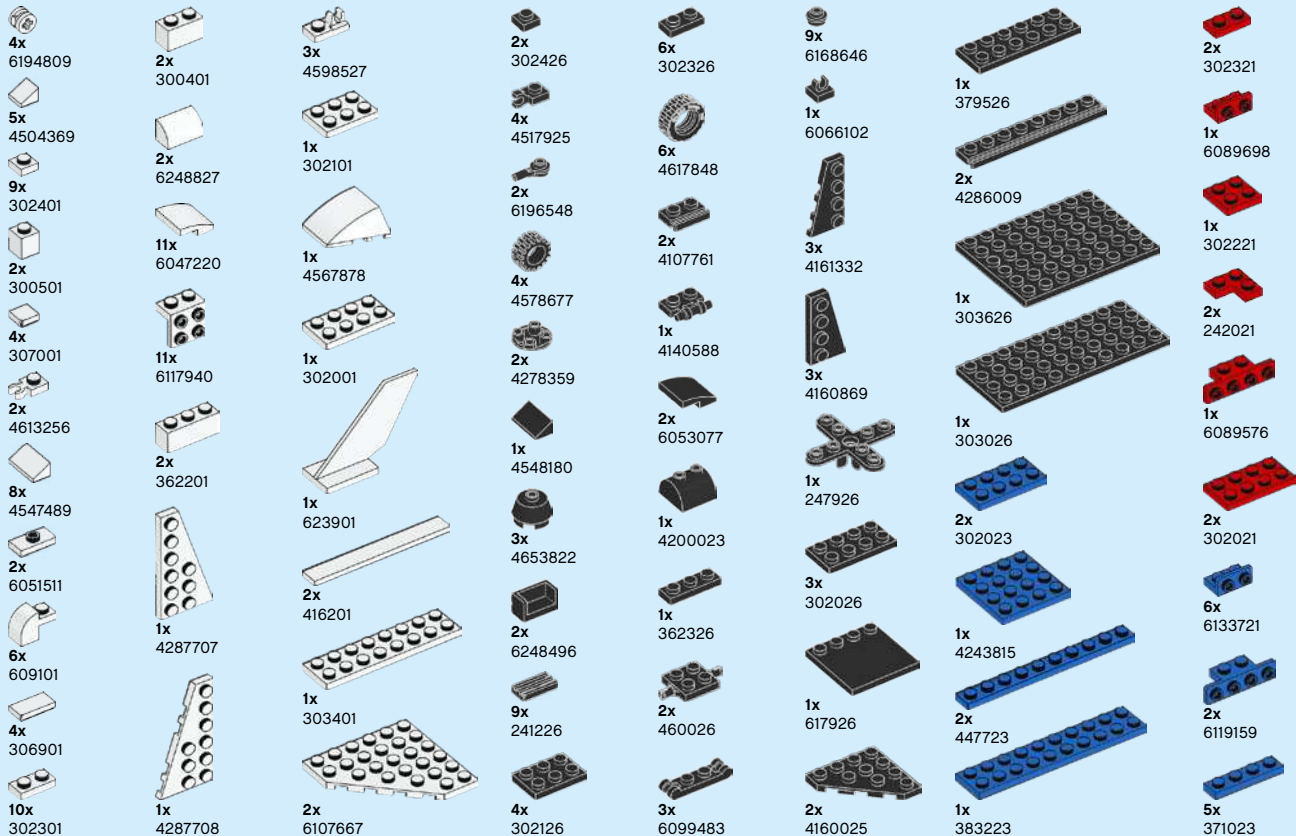 4x
6194809
5x
4504369
9x
302401
2x
300501
4x
307001
2x
4613256
8x
4547489
2x
6051511
6x
609101
4x
306901
10x
302301
2x
300401
2x
6248827
11x
6047220
11x
6117940
2x
362201
1x
4287707
1x
4287708
3x
4598527
1x
302101
1x
4567878
1x
302001
1x
623901
2x
416201
1x
303401
2x
6107667
2x
302426
4x
4517925
2x
6196548
4x
4578677
2x
4278359
1x
4548180
3x
4653822
2x
6248496
9x
241226
4x
302126
6x
302326
6x
4617848
2x
4107761
1x
4140588
2x
6053077
1x
4200023
1x
362326
2x
460026
3x
6099483
9x
6168646
1x
6066102
3x
4161332
3x
4160869
1x
247926
3x
302026
1x
617926
2x
4160025
1x
379526
2x
4286009
1x
303626
1x
303026
2x
302023
1x
4243815
2x
447723
1x
383223
2x
302321
1x
6089698
1x
302221
2x
242021
1x
6089576
2x
302021
6x
6133721
2x
6119159
5x
371023